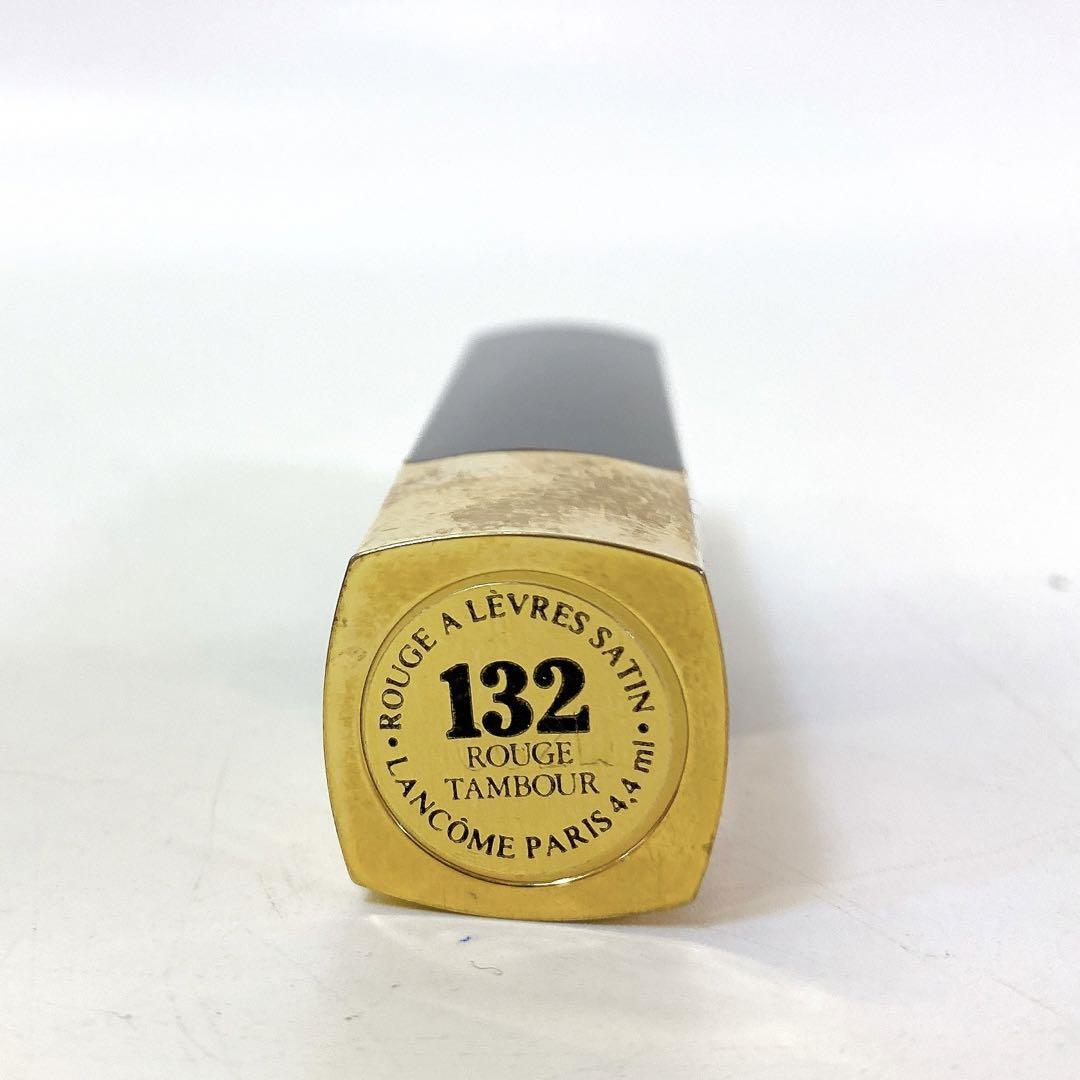 • ROUGE A LÈVRES SATIN •
132
ROUGE
TAMBOUR
LANCÔME PARIS 4,4 ml